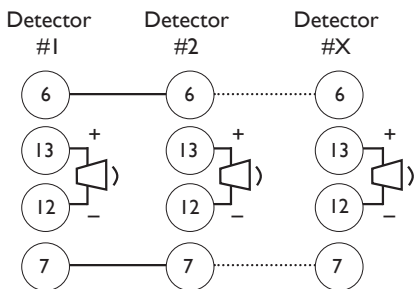 Detector Detector Detector
#1 #2 #X
6 6 6
13 + 13 + 13 +
12 – 12 – 12 –
7 7 7